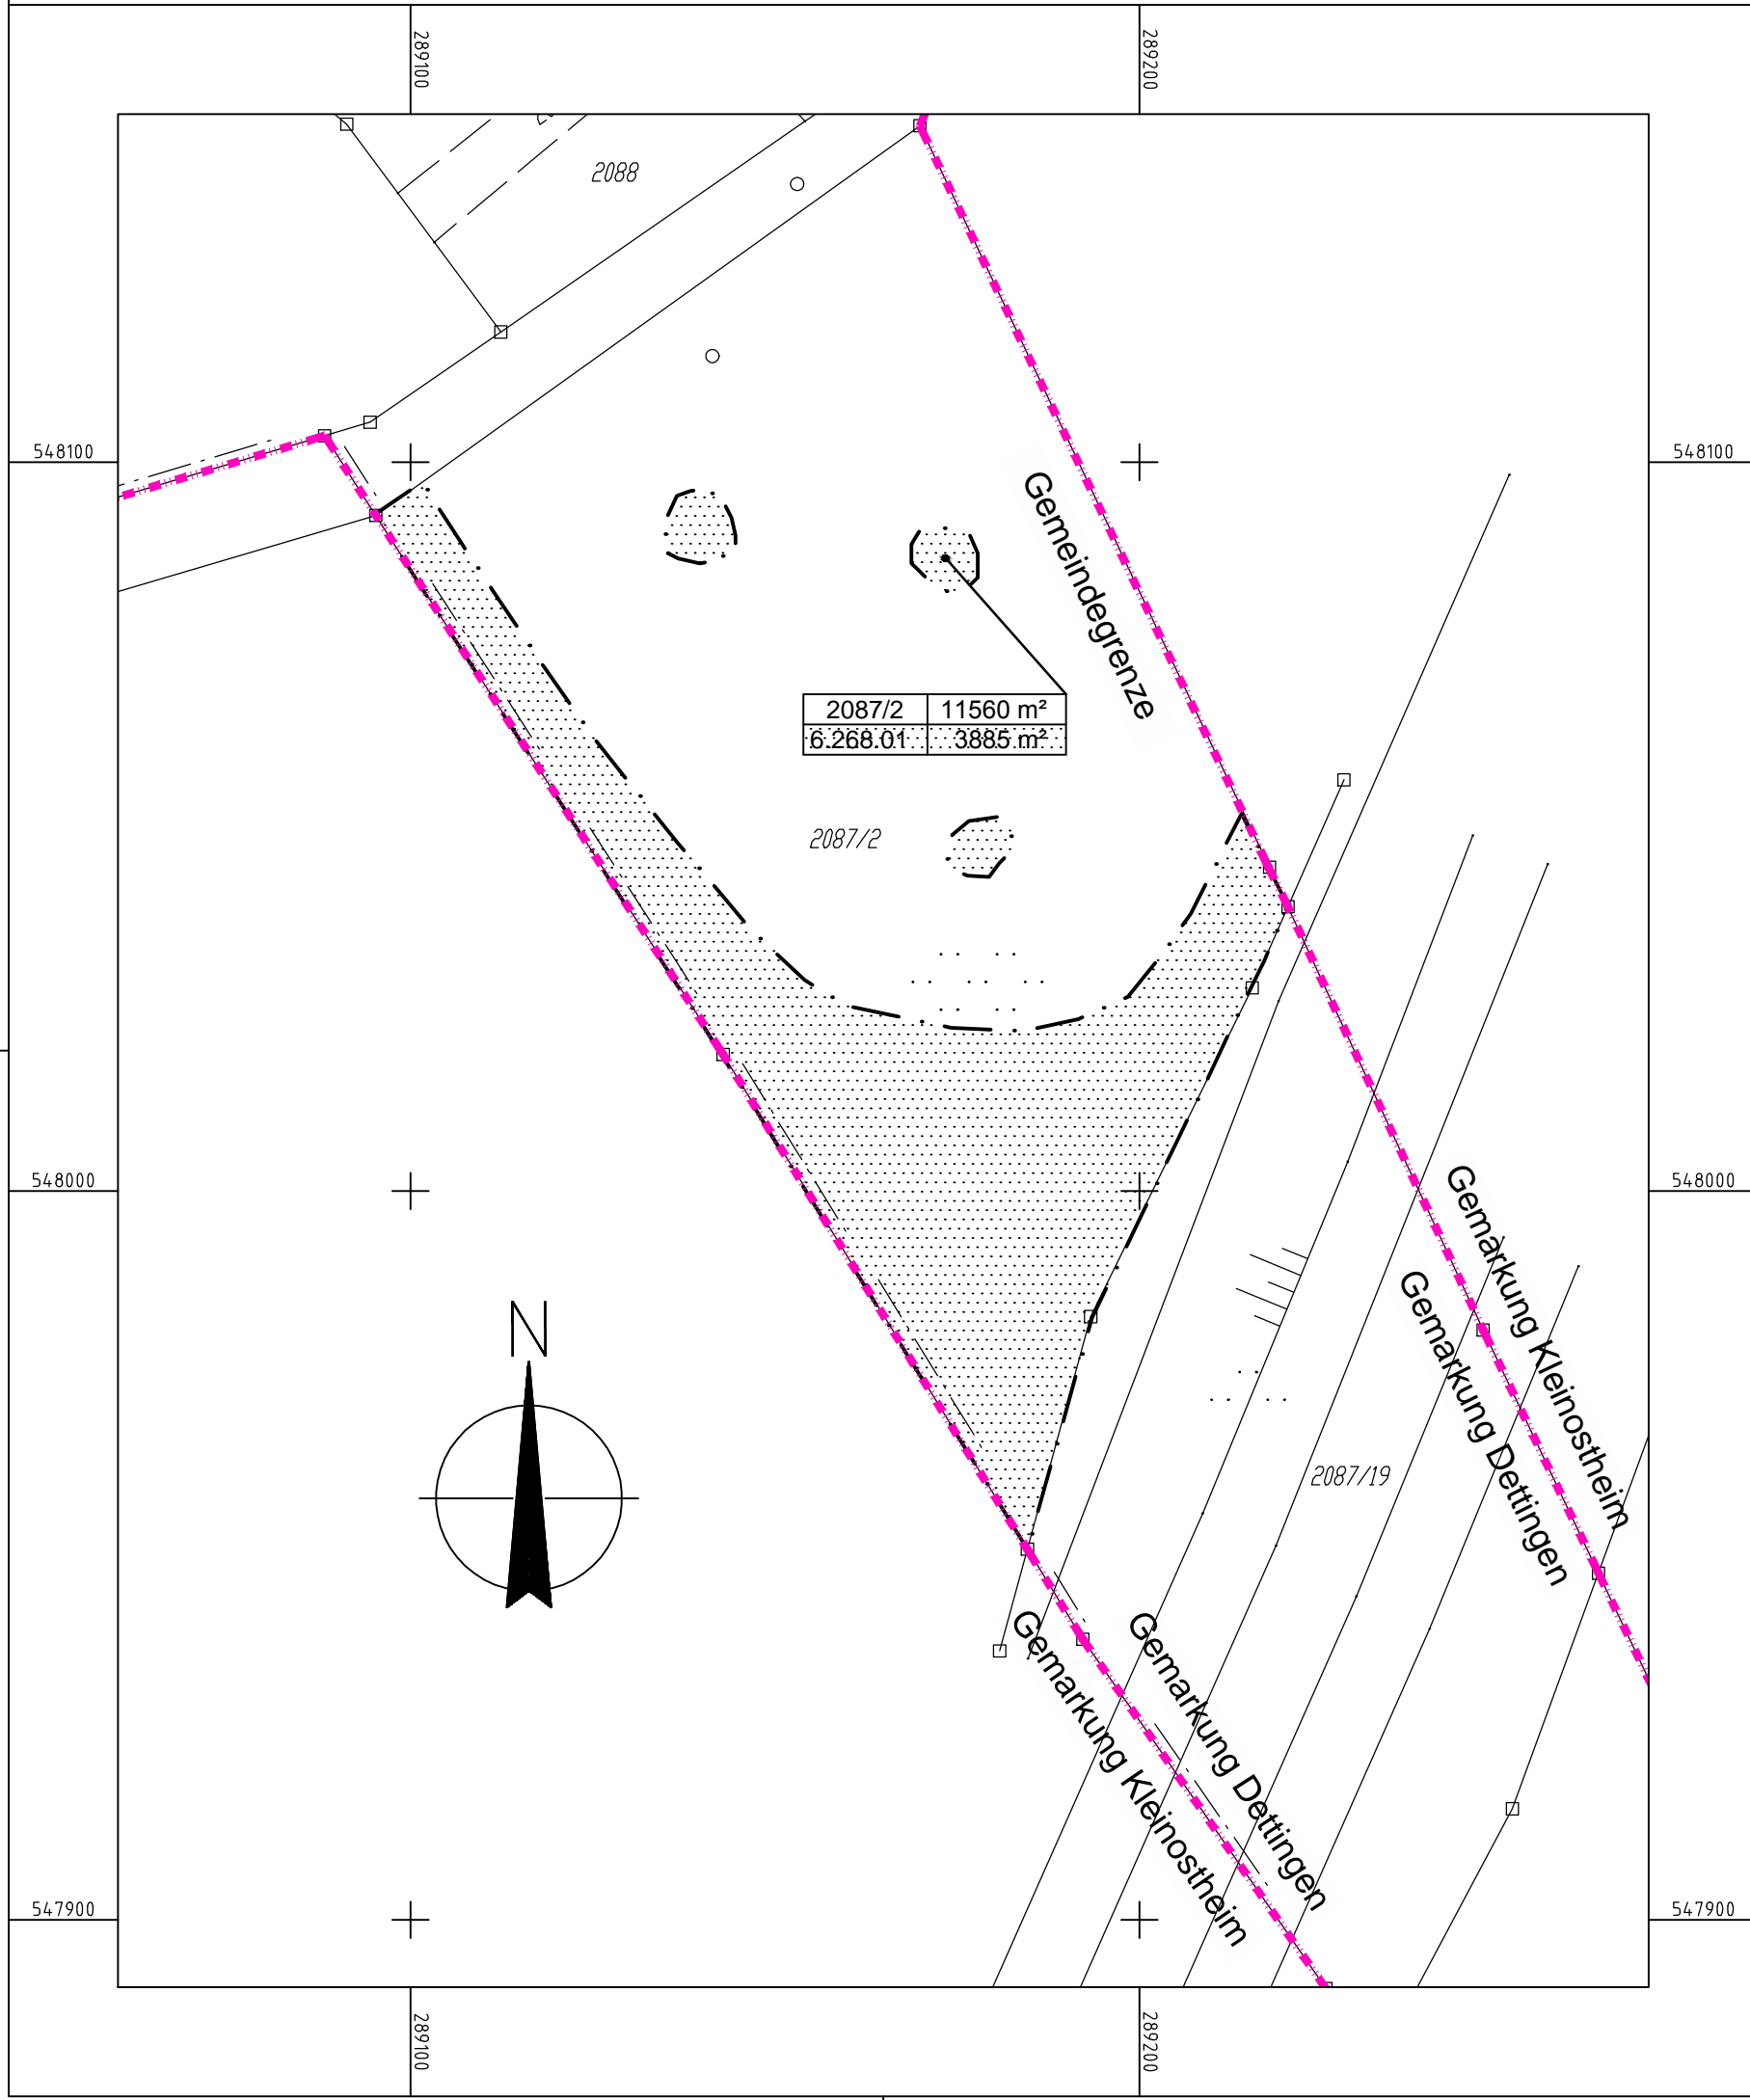 289100
289200
2088
548100
548100
Gemeindegrenze
2087/2 11560 m²
6.268.01 3885 m²
2087/2
548000
548000
Gemarkung Kleinostheim
Gemarkung Dettingen
N
2087/19
Gemarkung Dettingen
Gemarkung Kleinostheim
547900
547900
289100
289200